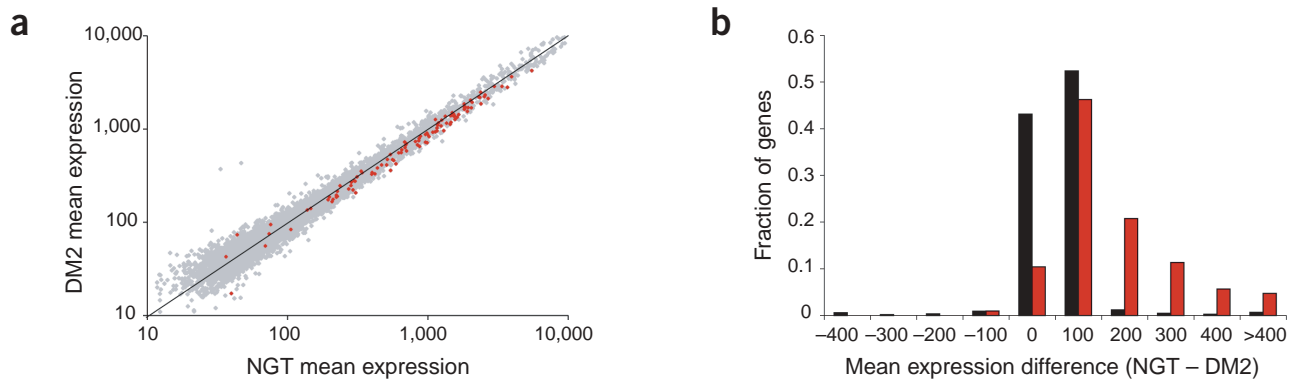 a
10,000
1,000
100
10
DM2 mean expression
10
100
1,000
10,000
NGT mean expression
b
0.6
0.5
0.4
0.3
0.2
0.1
0
Fraction of genes
–400 –300 –200 –100 0 100 200 300 400 >400
Mean expression difference (NGT – DM2)